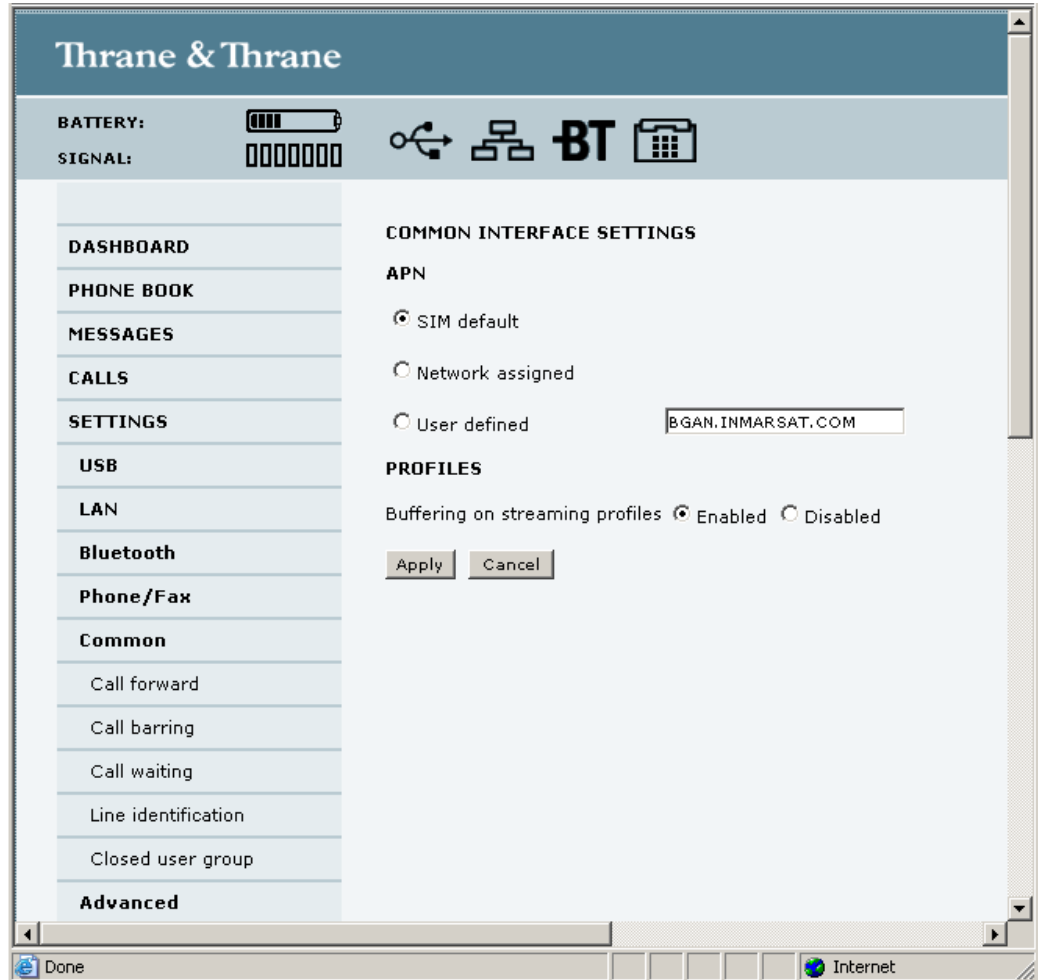 Thrane & Thrane
BATTERY:
SIGNAL:
BT
DASHBOARD
PHONE BOOK
MESSAGES
CALLS
SETTINGS
USB
LAN
Bluetooth
Phone/Fax
Common
Call forward
Call barring
Call waiting
Line identification
Closed user group
Advanced
COMMON INTERFACE SETTINGS
APN
SIM default
Network assigned
User defined BGAN.INMARSAT.COM
PROFILES
Buffering on streaming profiles Enabled Disabled
Apply Cancel
Done Internet